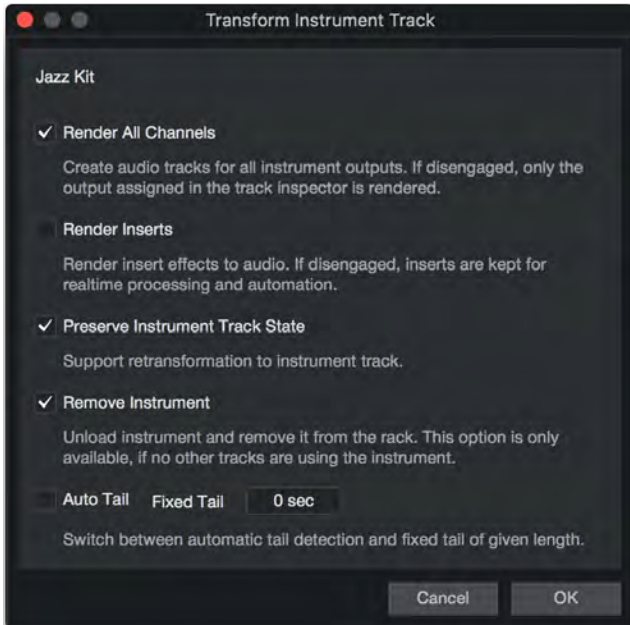 Transform Instrument Track
Jazz Kit
Render All Channels
Create audio tracks for all instrument outputs. If disengaged, only the
output assigned in the track inspector is rendered.
Render Inserts
Render insert effects to audio. If disengaged, inserts are kept for
realtime processing and automation.
Preserve Instrument Track State
Support retransformation to instrument track.
Remove Instrument
Unload instrument and remove it from the rack. This option is only
available, if no other tracks are using the instrument.
Auto Tail Fixed Tail 0 sec
Switch between automatic tail detection and fixed tail of given length.
Cancel OK